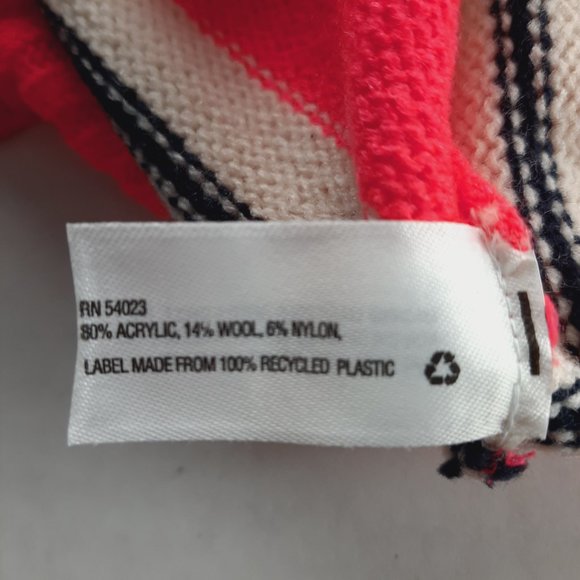 RN 54023
80% ACRYLIC, 14% WOOL, 6% NYLON,
LABEL MADE FROM 100% RECYCLED PLASTIC